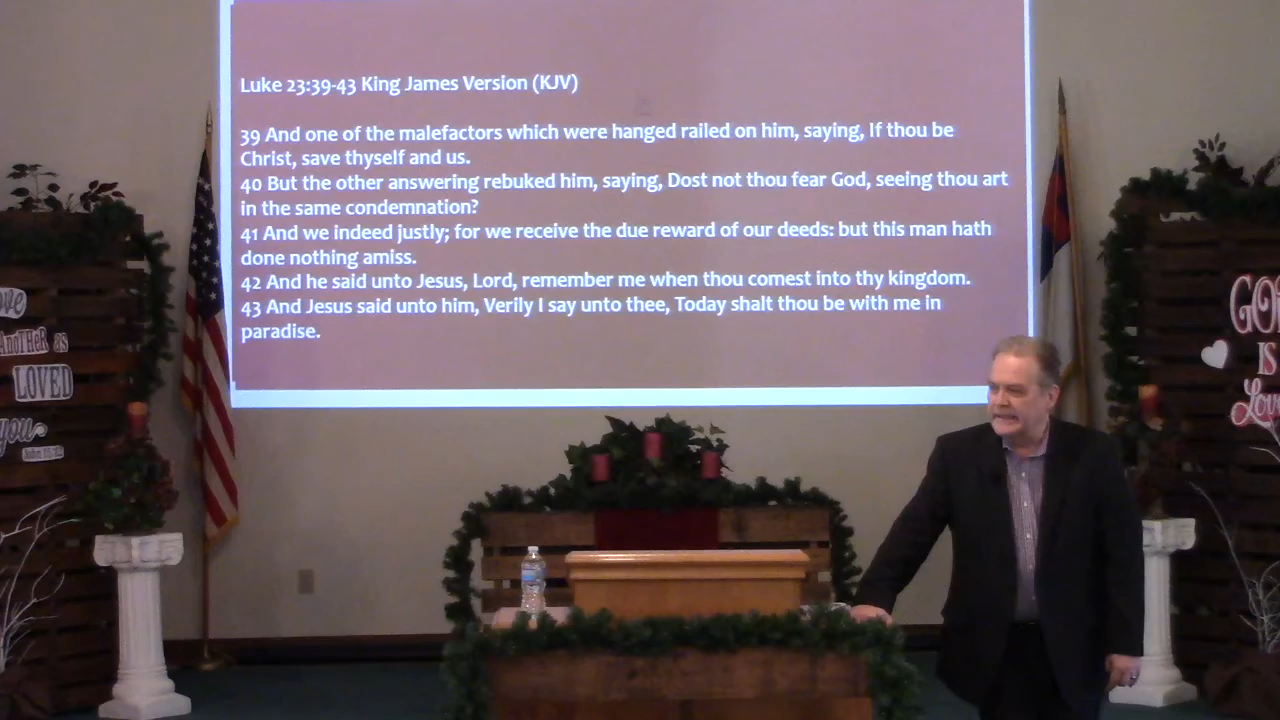 Luke 23:39-43 King James Version (KJV)
39 And one of the malefactors which were hanged railed on him, saying, If thou be
Christ, save thyself and us.
40 But the other answering rebuked him, saying, Dost not thou fear God, seeing thou art
in the same condemnation?
41 And we indeed justly; for we receive the due reward of our deeds: but this man hath
done nothing amiss.
42 And he said unto Jesus, Lord, remember me when thou comest into thy kingdom.
43 And Jesus said unto him, Verily I say unto thee, Today shalt thou be with me in
paradise.
AnoTHeR as
LOVED
you
IS